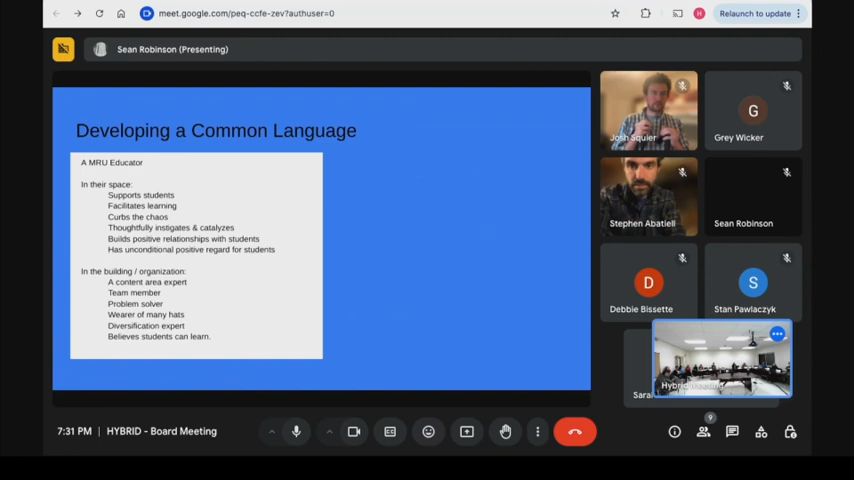 meet.google.com/peq-ccfe-zev?authuser=0
H
Relaunch to update
Sean Robinson (Presenting)
Developing a Common Language
A MRU Educator
In their space:
Supports students
Facilitates learning
Curbs the chaos
Thoughtfully instigates & catalyzes
Builds positive relationships with students
Has unconditional positive regard for students
In the building / organization:
A content area expert
Team member
Problem solver
Wearer of many hats
Diversification expert
Believes students can learn.
Josh Squier
G
Grey Wicker
Stephen Abatiell
Sean Robinson
D
Debbie Bissette
S
Stan Pawlaczyk
Hybrid Meeting
7:31 PM | HYBRID - Board Meeting
9